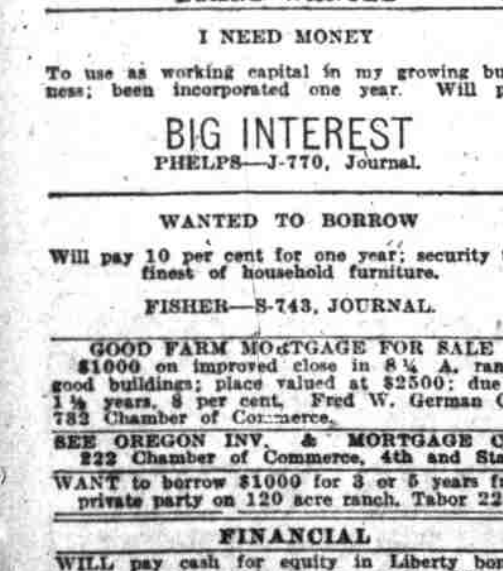 I NEED MONEY
To use as working capital in my growing bu
ness; been incorporated one year. Will p
BIG INTEREST
PHELPS—J-770, Journal.
WANTED TO BORROW
Will pay 10 per cent for one year; security
finest of household furniture.
FISHER—S-743, JOURNAL.
GOOD FARM MORTGAGE FOR SALE
$1000 on improved close in 8¼ A. ran
good buildings; place valued at $2500; due
1½ years, 8 per cent. Fred W. German C
732 Chamber of Commerce.
SEE OREGON INV. & MORTGAGE C
222 Chamber of Commerce, 4th and Sta
WANT to borrow $1000 for 3 or 5 years f
private party on 120 acre ranch. Tabor 22
FINANCIAL
WILL pay cash for equity in Liberty bon